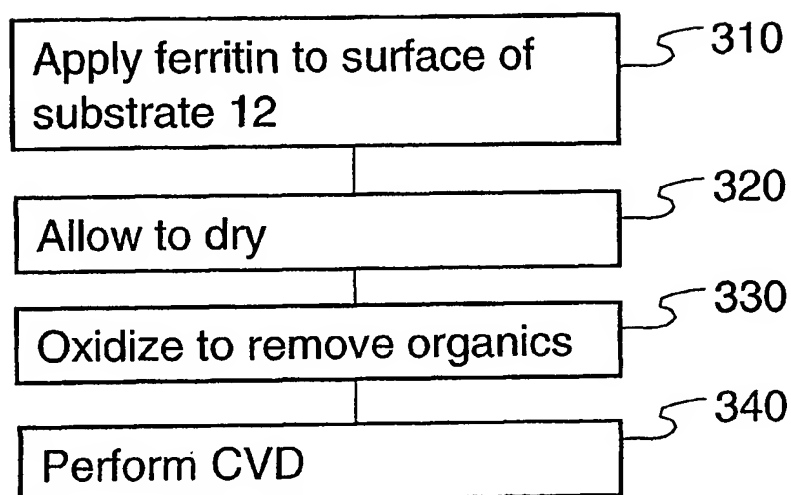 Apply ferritin to surface of 310
substrate 12
320
Allow to dry
330
Oxidize to remove organics
340
Perform CVD